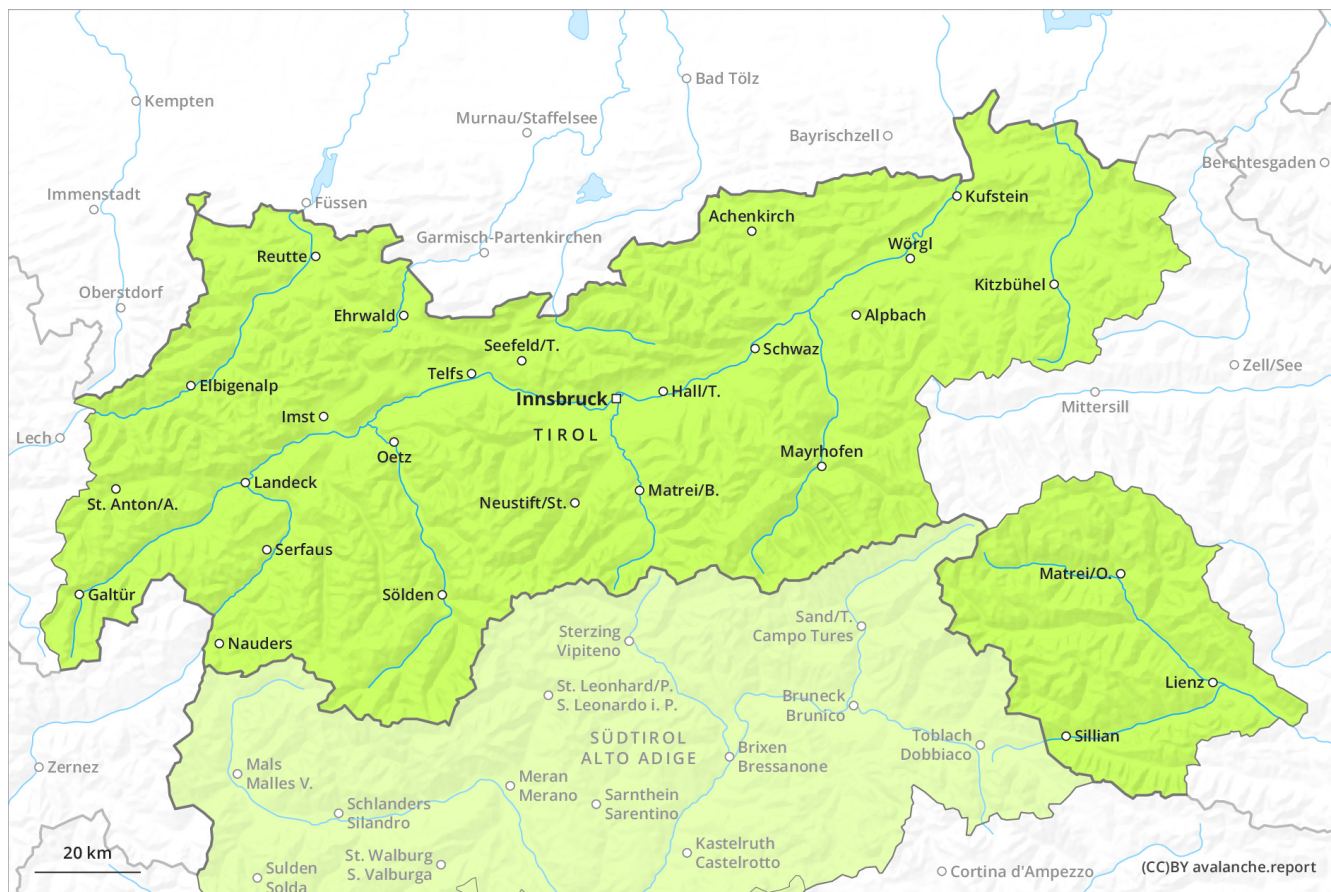 Bad Tölz
Kempten
Murnau/Staffelsee
Bayrischzell
Berchtesgaden
Immenstadt
Füssen
Kufstein
Achenkirch
Garmisch-Partenkirchen
Wörgl
Reutte
Kitzbühel
Oberstdorf
Ehrwald
Alpbach
Seefeld/T.
Schwaz
Zell/See
Telfs
Elbigenalp
Hall/T.
Innsbruck
Mittersill
Imst
TIROL
Lech
Oetz
Mayrhofen
Landeck
Matrei/B.
St. Anton/A.
Neustift/St.
Serfaus
Matrei/O.
Galtür
Sölden
Sand/T.
Campo Tures
Sterzing
Vipiteno
Nauders
Lienz
St. Leonhard/P.
S. Leonardo i. P.
Bruneck
Brunico
Sillian
SÜDTIROL
ALTO ADIGE
Toblach
Dobbiaco
Brixen
Bressanone
Zernez
Mals
Malles V.
Meran
Merano
Sarnthein
Sarentino
Schlanders
Silandro
Kastelruth
Castelrotto
20 km
St. Walburg
S. Valburga
Sulden
Solda
Cortina d'Ampezzo
(CC)BY avalanche.report